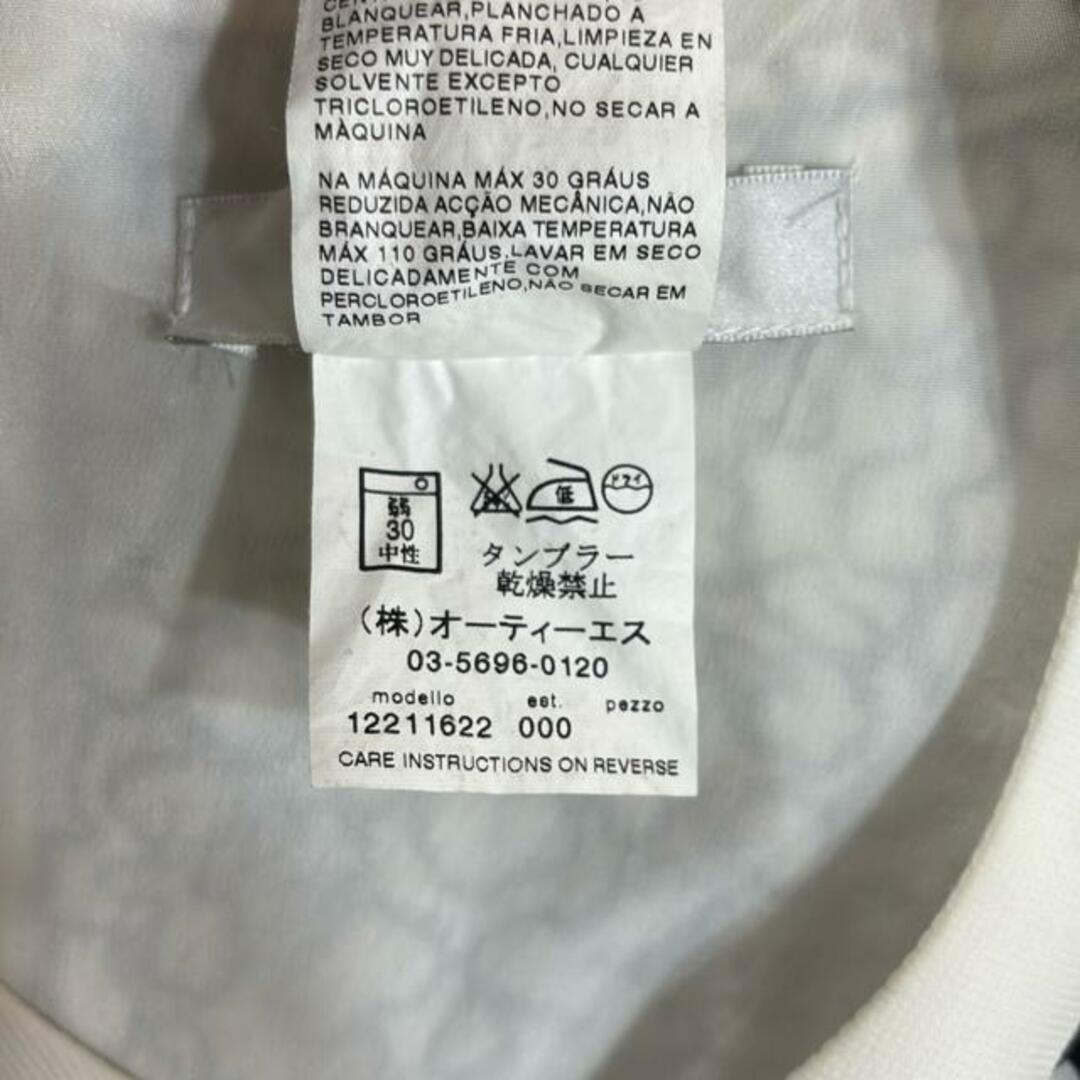 BLANQUEAR,PLANCHADO A
TEMPERATURA FRIA,LIMPIEZA EN
SECO MUY DELICADA, CUALQUIER
SOLVENTE EXCEPTO
TRICLOROETILENO,NO SECAR A
MÀQUINA
NA MÁQUINA MÁX 30 GRÁUS
REDUZIDA ACÇÃO MECÂNICA,NÃO
BRANQUEAR,BAIXA TEMPERATURA
MÁX 110 GRÁUS.LAVAR EM SECO
DELICADAMENTE COM
PERCLOROETILENO,NÃO SECAR EM
TAMBOR
弱
30
中性
低
ドライ
タンブラー
乾燥禁止
(株)オーティーエス
03-5696-0120
modello est. pezzo
12211622 000
CARE INSTRUCTIONS ON REVERSE